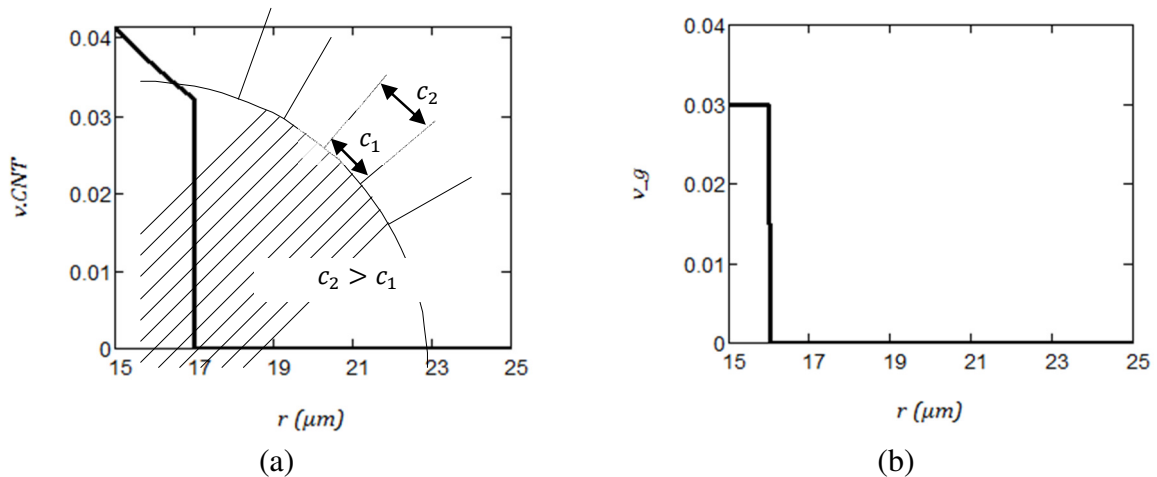 0.04
0.03
0.02
0.01
0
v.CNT
15 17 19 21 23 25
r (μm)
c₂
c₁
c₂ > c₁
(a)
0.04
0.03
0.02
0.01
0
v_g
15 17 19 21 23 25
r (μm)
(b)